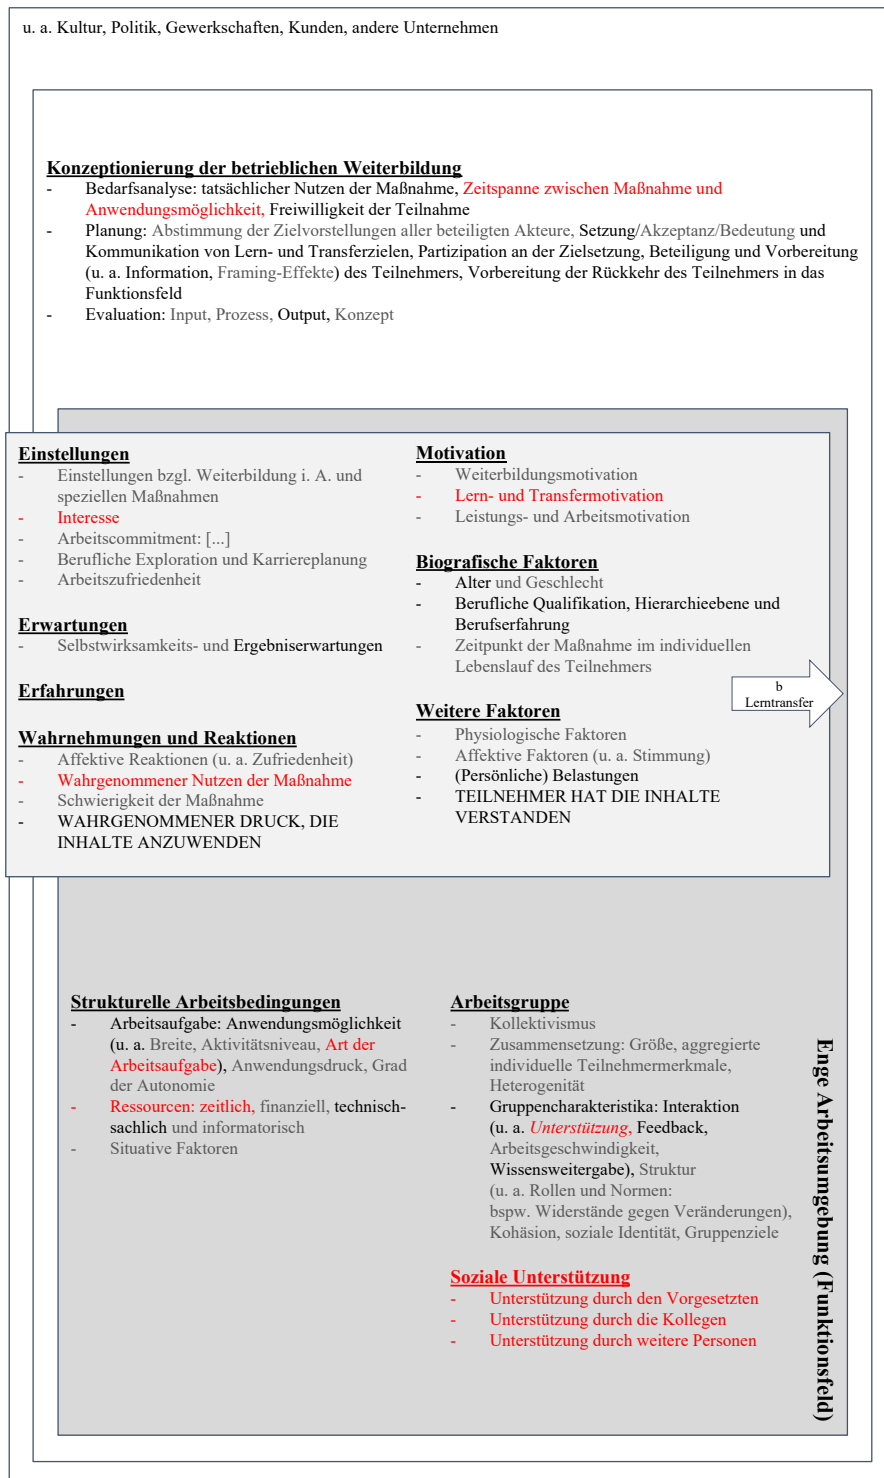 u. a. Kultur, Politik, Gewerkschaften, Kunden, andere Unternehmen
Konzeptionierung der betrieblichen Weiterbildung
- Bedarfsanalyse: tatsächlicher Nutzen der Maßnahme, Zeitspanne zwischen Maßnahme und
Anwendungsmöglichkeit, Freiwilligkeit der Teilnahme
- Planung: Abstimmung der Zielvorstellungen aller beteiligten Akteure, Setzung/Akzeptanz/Bedeutung und
Kommunikation von Lern- und Transferzielen, Partizipation an der Zielsetzung, Beteiligung und Vorbereitung
(u. a. Information, Framing-Effekte) des Teilnehmers, Vorbereitung der Rückkehr des Teilnehmers in das
Funktionsfeld
- Evaluation: Input, Prozess, Output, Konzept
Einstellungen
- Einstellungen bzgl. Weiterbildung i. A. und
speziellen Maßnahmen
- Interesse
- Arbeitscommitment: [...]
- Berufliche Exploration und Karriereplanung
- Arbeitszufriedenheit
Erwartungen
- Selbstwirksamkeits- und Ergebniserwartungen
Erfahrungen
Wahrnehmungen und Reaktionen
- Affektive Reaktionen (u. a. Zufriedenheit)
- Wahrgenommener Nutzen der Maßnahme
- Schwierigkeit der Maßnahme
- WAHRGENOMMENER DRUCK, DIE
INHALTE ANZUWENDEN
Motivation
- Weiterbildungsmotivation
- Lern- und Transfermotivation
- Leistungs- und Arbeitsmotivation
Biografische Faktoren
- Alter und Geschlecht
- Berufliche Qualifikation, Hierarchieebene und
Berufserfahrung
- Zeitpunkt der Maßnahme im individuellen
Lebenslauf des Teilnehmers
Weitere Faktoren
- Physiologische Faktoren
- Affektive Faktoren (u. a. Stimmung)
- (Persönliche) Belastungen
- TEILNEHMER HAT DIE INHALTE
VERSTANDEN
b
Lerntransfer
Strukturelle Arbeitsbedingungen
- Arbeitsaufgabe: Anwendungsmöglichkeit
(u. a. Breite, Aktivitätsniveau, Art der
Arbeitsaufgabe), Anwendungsdruck, Grad
der Autonomie
- Ressourcen: zeitlich, finanziell, technisch-
sachlich und informatorisch
- Situative Faktoren
Arbeitsgruppe
- Kollektivismus
- Zusammensetzung: Größe, aggregierte
individuelle Teilnehmermerkmale,
Heterogenität
- Gruppencharakteristika: Interaktion
(u. a. Unterstützung, Feedback,
Arbeitsgeschwindigkeit,
Wissensweitergabe), Struktur
(u. a. Rollen und Normen:
bspw. Widerstände gegen Veränderungen),
Kohäsion, soziale Identität, Gruppenziele
Soziale Unterstützung
- Unterstützung durch den Vorgesetzten
- Unterstützung durch die Kollegen
- Unterstützung durch weitere Personen
Enge Arbeitsumgebung (Funktionsfeld)